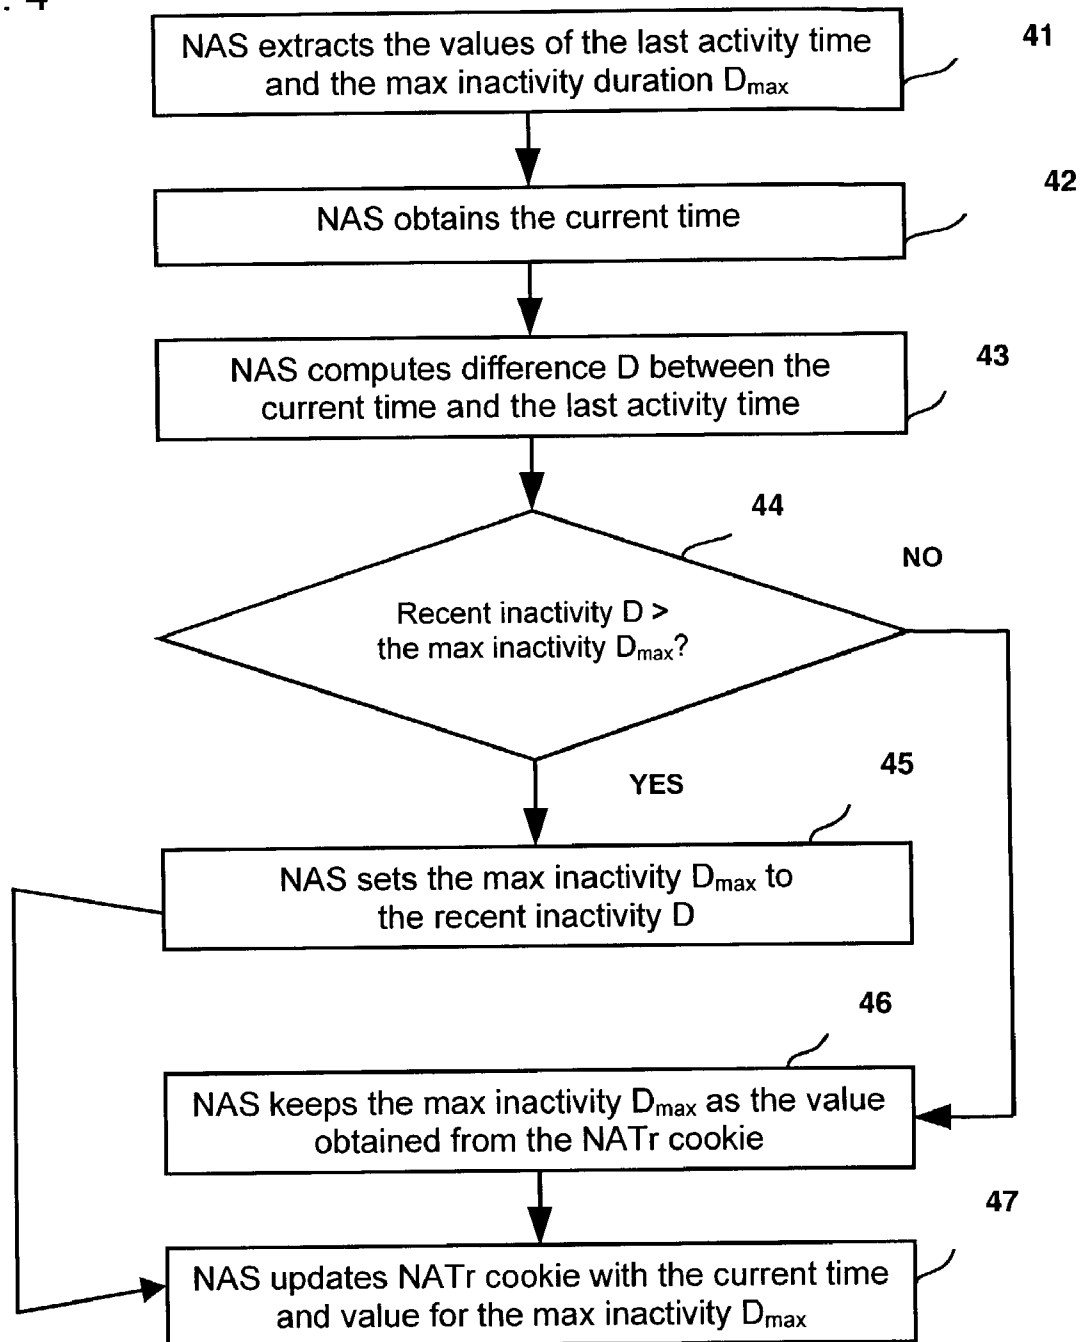 . 4
NAS extracts the values of the last activity time
and the max inactivity duration Dmax
41
NAS obtains the current time
42
NAS computes difference D between the
current time and the last activity time
43
44
NO
Recent inactivity D >
the max inactivity Dmax?
YES
45
NAS sets the max inactivity Dmax to
the recent inactivity D
46
NAS keeps the max inactivity Dmax as the value
obtained from the NATr cookie
47
NAS updates NATr cookie with the current time
and value for the max inactivity Dmax